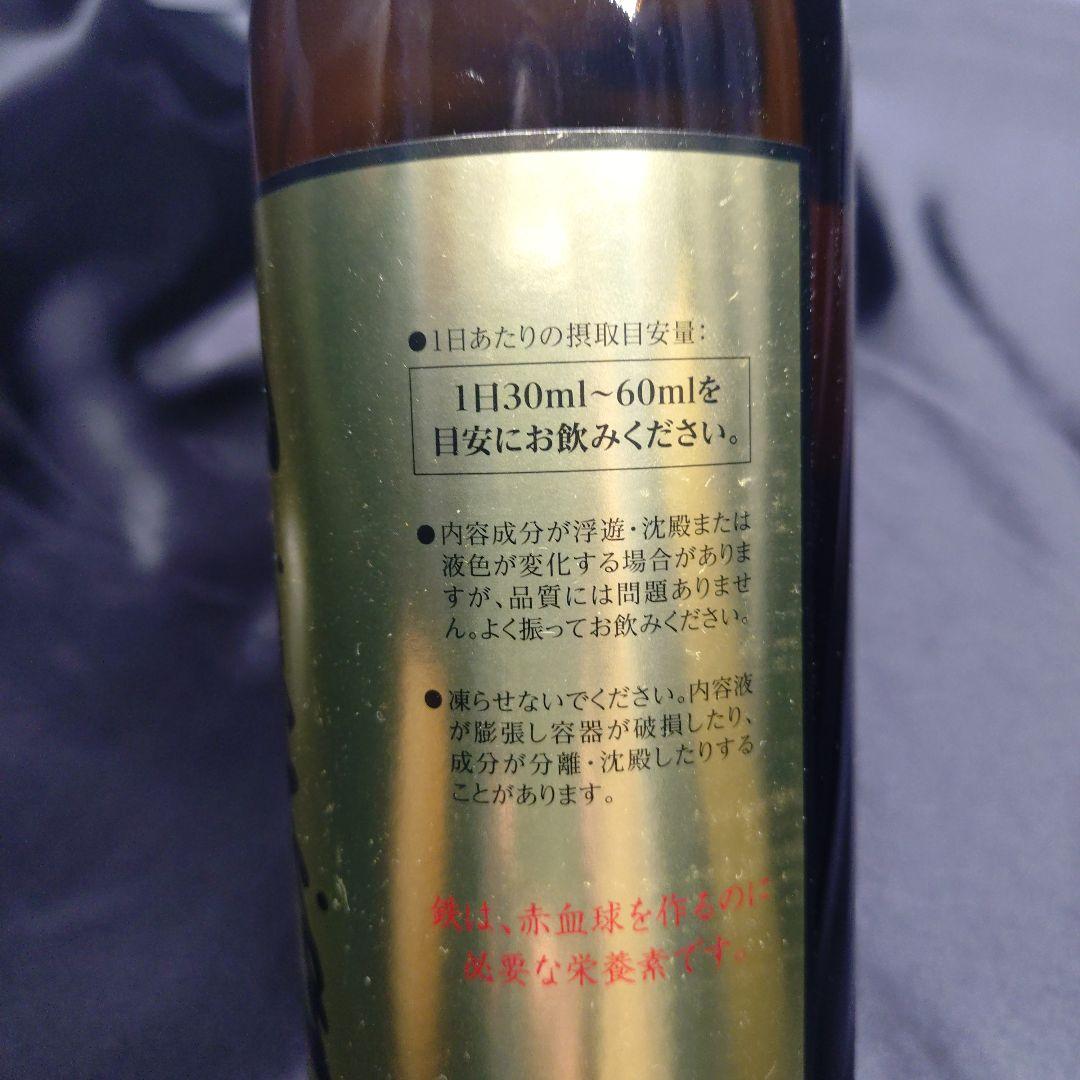 ●1日あたりの摂取目安量：
1日30ml～60mlを
目安にお飲みください。
●内容成分が浮遊・沈殿または
液色が変化する場合がありま
すが、品質には問題ありませ
ん。よく振ってお飲みください。
●凍らせないでください。内容液
が膨張し容器が破損したり、
成分が分離・沈殿したりする
ことがあります。
鉄は、赤血球を作るのに
必要な栄養素です。